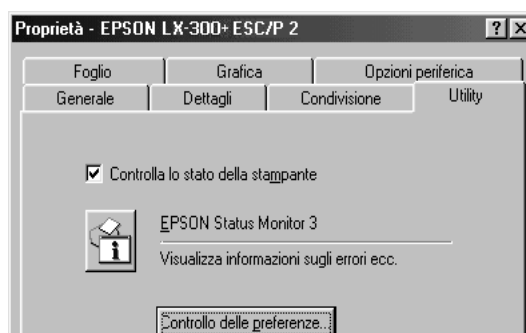 Proprietà - EPSON LX-300+ ESC/P 2
Foglio Grafica Opzioni periferica
Generale Dettagli Condivisione Utility
Controlla lo stato della stampante
EPSON Status Monitor 3
Visualizza informazioni sugli errori ecc.
Controllo delle preferenze...